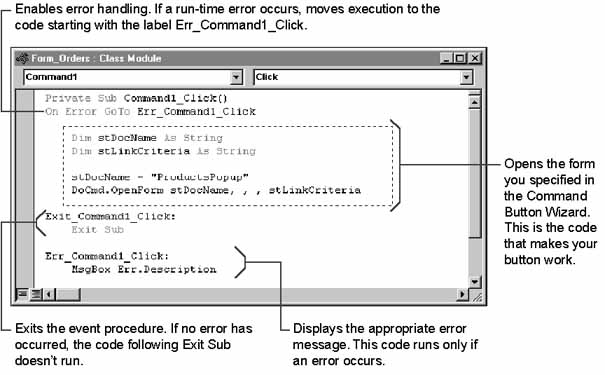 Enables error handling. If a run-time error occurs, moves execution to the
code starting with the label Err_Command1_Click.
Form_Orders : Class Module
Command1
Click
Private Sub Command1_Click()
On Error GoTo Err_Command1_Click
Dim stDocName As String
Dim stLinkCriteria As String
stDocName = "ProductsPopup"
DoCmd.OpenForm stDocName, , , stLinkCriteria
Exit_Command1_Click:
Exit Sub
Err_Command1_Click:
MsgBox Err.Description
Opens the form
you specified in
the Command
Button Wizard.
This is the code
that makes your
button work.
Exits the event procedure. If no error has
occurred, the code following Exit Sub
doesn't run.
Displays the appropriate error
message. This code runs only if
an error occurs.